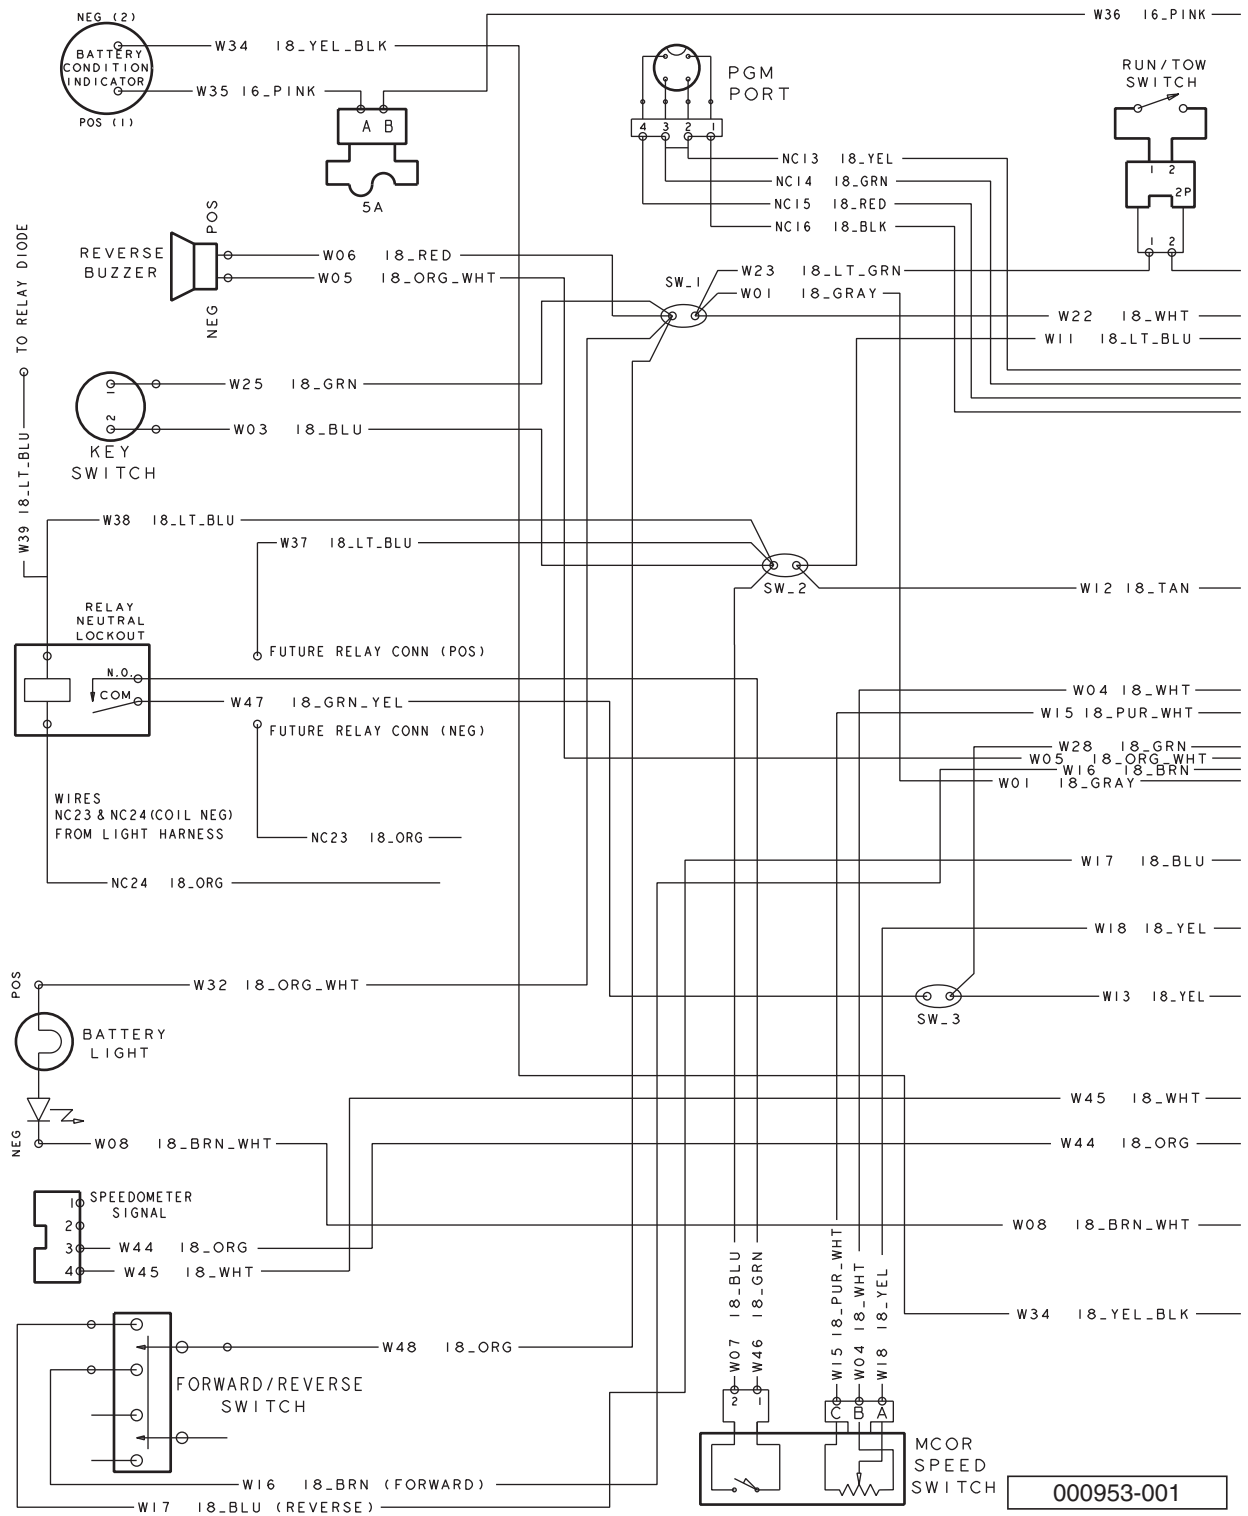 NEG (2)
BATTERY
CONDITION
INDICATOR
POS (1)
W34 18_YEL_BLK
W35 16_PINK
A B
5A
W36 16_PINK
PGM
PORT
4 3 2 1
NC13 18_YEL
NC14 18_GRN
NC15 18_RED
NC16 18_BLK
RUN/TOW
SWITCH
1 2
2P
1 2
TO RELAY DIODE
REVERSE
BUZZER
POS
NEG
W06 18_RED
W05 18_ORG_WHT
SW_1
W23 18_LT_GRN
W01 18_GRAY
W22 18_WHT
W11 18_LT_BLU
1
2
KEY
SWITCH
W25 18_GRN
W03 18_BLU
W39 18_LT_BLU
W38 18_LT_BLU
W37 18_LT_BLU
SW_2
W12 18_TAN
RELAY
NEUTRAL
LOCKOUT
N.O.
COM
FUTURE RELAY CONN (POS)
W47 18_GRN_YEL
FUTURE RELAY CONN (NEG)
W04 18_WHT
W15 18_PUR_WHT
W28 18_GRN
W05 18_ORG_WHT
W16 18_BRN
W01 18_GRAY
WIRES
NC23 & NC24 (COIL NEG)
FROM LIGHT HARNESS
NC23 18_ORG
NC24 18_ORG
W17 18_BLU
W18 18_YEL
POS
W32 18_ORG_WHT
SW_3
W13 18_YEL
BATTERY
LIGHT
NEG
W08 18_BRN_WHT
W45 18_WHT
W44 18_ORG
SPEEDOMETER
SIGNAL
1
2
3
4
W44 18_ORG
W45 18_WHT
W08 18_BRN_WHT
W34 18_YEL_BLK
W48 18_ORG
FORWARD/REVERSE
SWITCH
W16 18_BRN (FORWARD)
W17 18_BLU (REVERSE)
W07 18_BLU
W46 18_GRN
W15 18_PUR_WHT
W04 18_WHT
W18 18_YEL
2 1
C B A
MCOR
SPEED
SWITCH
000953-001